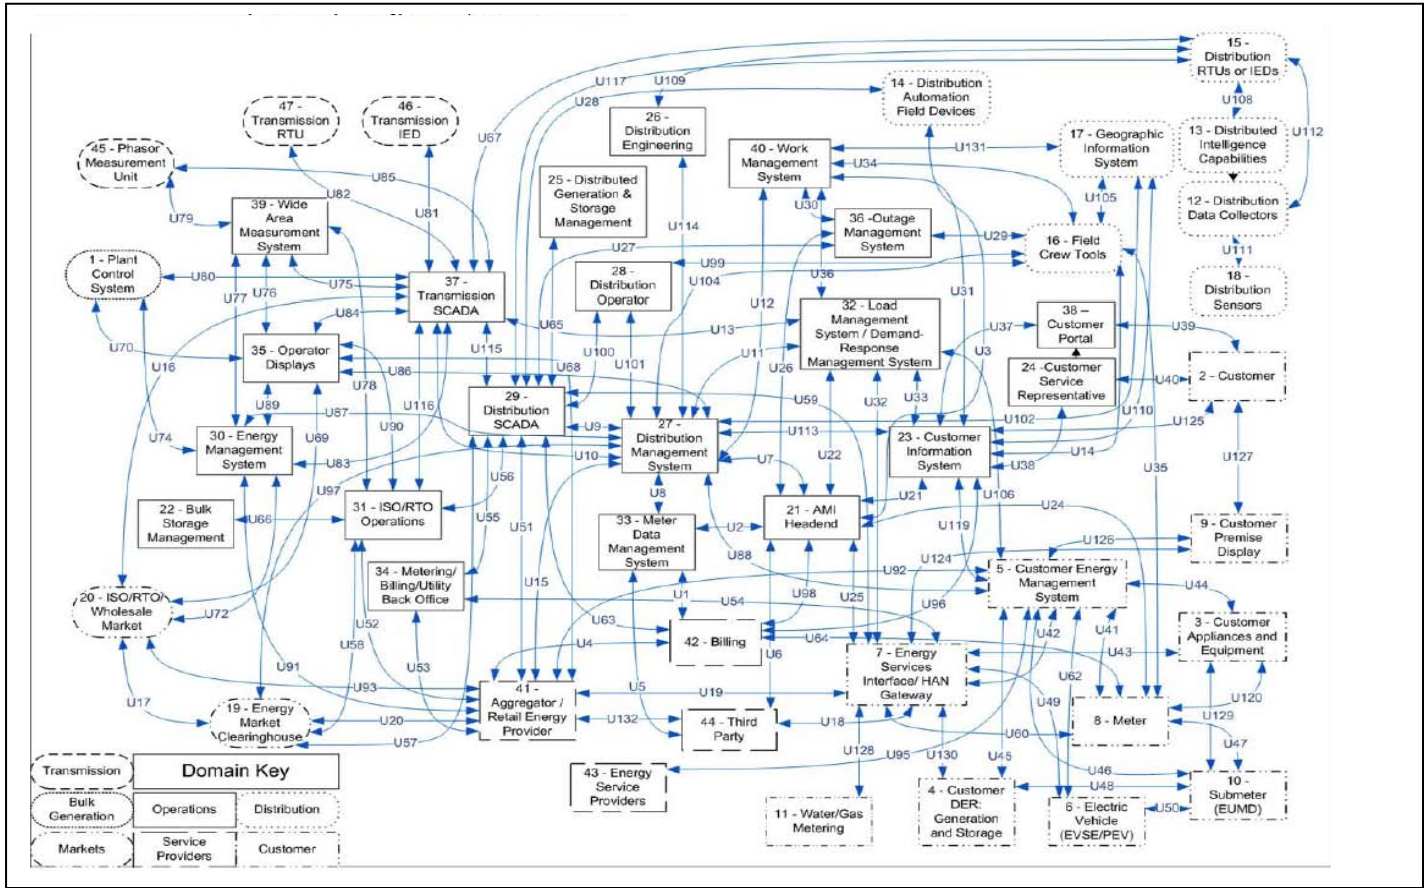 15 -
Distribution
RTUs or IEDs
U117
U109
U28
14 - Distribution
Automation
Field Devices
U108
47 -
Transmission
RTU
46 -
Transmission
IED
26 -
Distribution
Engineering
U67
17 - Geographic
Information
System
13 - Distributed
Intelligence
Capabilities
U112
45 - Phasor
Measurement
Unit
40 - Work
Management
System
U131
U34
U85
25 - Distributed
Generation &
Storage
Management
U82
U105
12 - Distribution
Data Collectors
U79
39 - Wide
Area
Measurement
System
U81
U30
36 -Outage
Management
System
U114
U29
16 - Field
Crew Tools
U111
1 - Plant
Control
System
U80
U27
U99
28 -
Distribution
Operator
U104
U36
18 -
Distribution
Sensors
U77
U76
U75
37 -
Transmission
SCADA
U12
U31
32 - Load
Management
System / Demand-
Response
Management System
38 –
Customer
Portal
U84
U65
U13
U37
U39
U70
35 - Operator
Displays
U115
U100
U101
U11
U3
U16
U78
U86
U68
U26
24 -Customer
Service
Representative
U40
2 - Customer
U89
29 -
Distribution
SCADA
U59
U32
U33
U102
U110
U125
U87
U116
U9
27 -
Distribution
Management
System
U113
23 - Customer
Information
System
U74
30 - Energy
Management
System
U69
U90
U83
U10
U7
U22
U14
U38
U35
U127
U97
U56
U8
U21
U106
22 - Bulk
Storage
Management
U66
31 - ISO/RTO
Operations
U55
U51
33 - Meter
Data
Management
System
U2
21 - AMI
Headend
U119
U24
9 - Customer
Premise
Display
U88
U124
U126
34 - Metering/
Billing/Utility
Back Office
U15
U92
5 - Customer Energy
Management
System
U44
20 - ISO/RTO/
Wholesale
Market
U72
U54
U1
U98
U25
U96
U52
U58
U63
U4
42 - Billing
U64
U42
U41
3 - Customer
Appliances and
Equipment
U53
U6
7 - Energy
Services
Interface/ HAN
Gateway
U43
U91
U93
U5
U62
41 -
Aggregator /
Retail Energy
Provider
U19
U17
19 - Energy
Market
Clearinghouse
U20
U132
44 - Third
Party
U18
U49
8 - Meter
U120
U129
U57
U128
U95
U130
U45
U60
U47
Transmission
Domain Key
43 - Energy
Service
Providers
U46
U48
10 -
Submeter
(EUMD)
Bulk
Generation
Operations
Distribution
11 - Water/Gas
Metering
4 - Customer
DER:
Generation
and Storage
6 - Electric
Vehicle
(EVSE/PEV)
U50
Markets
Service
Providers
Customer